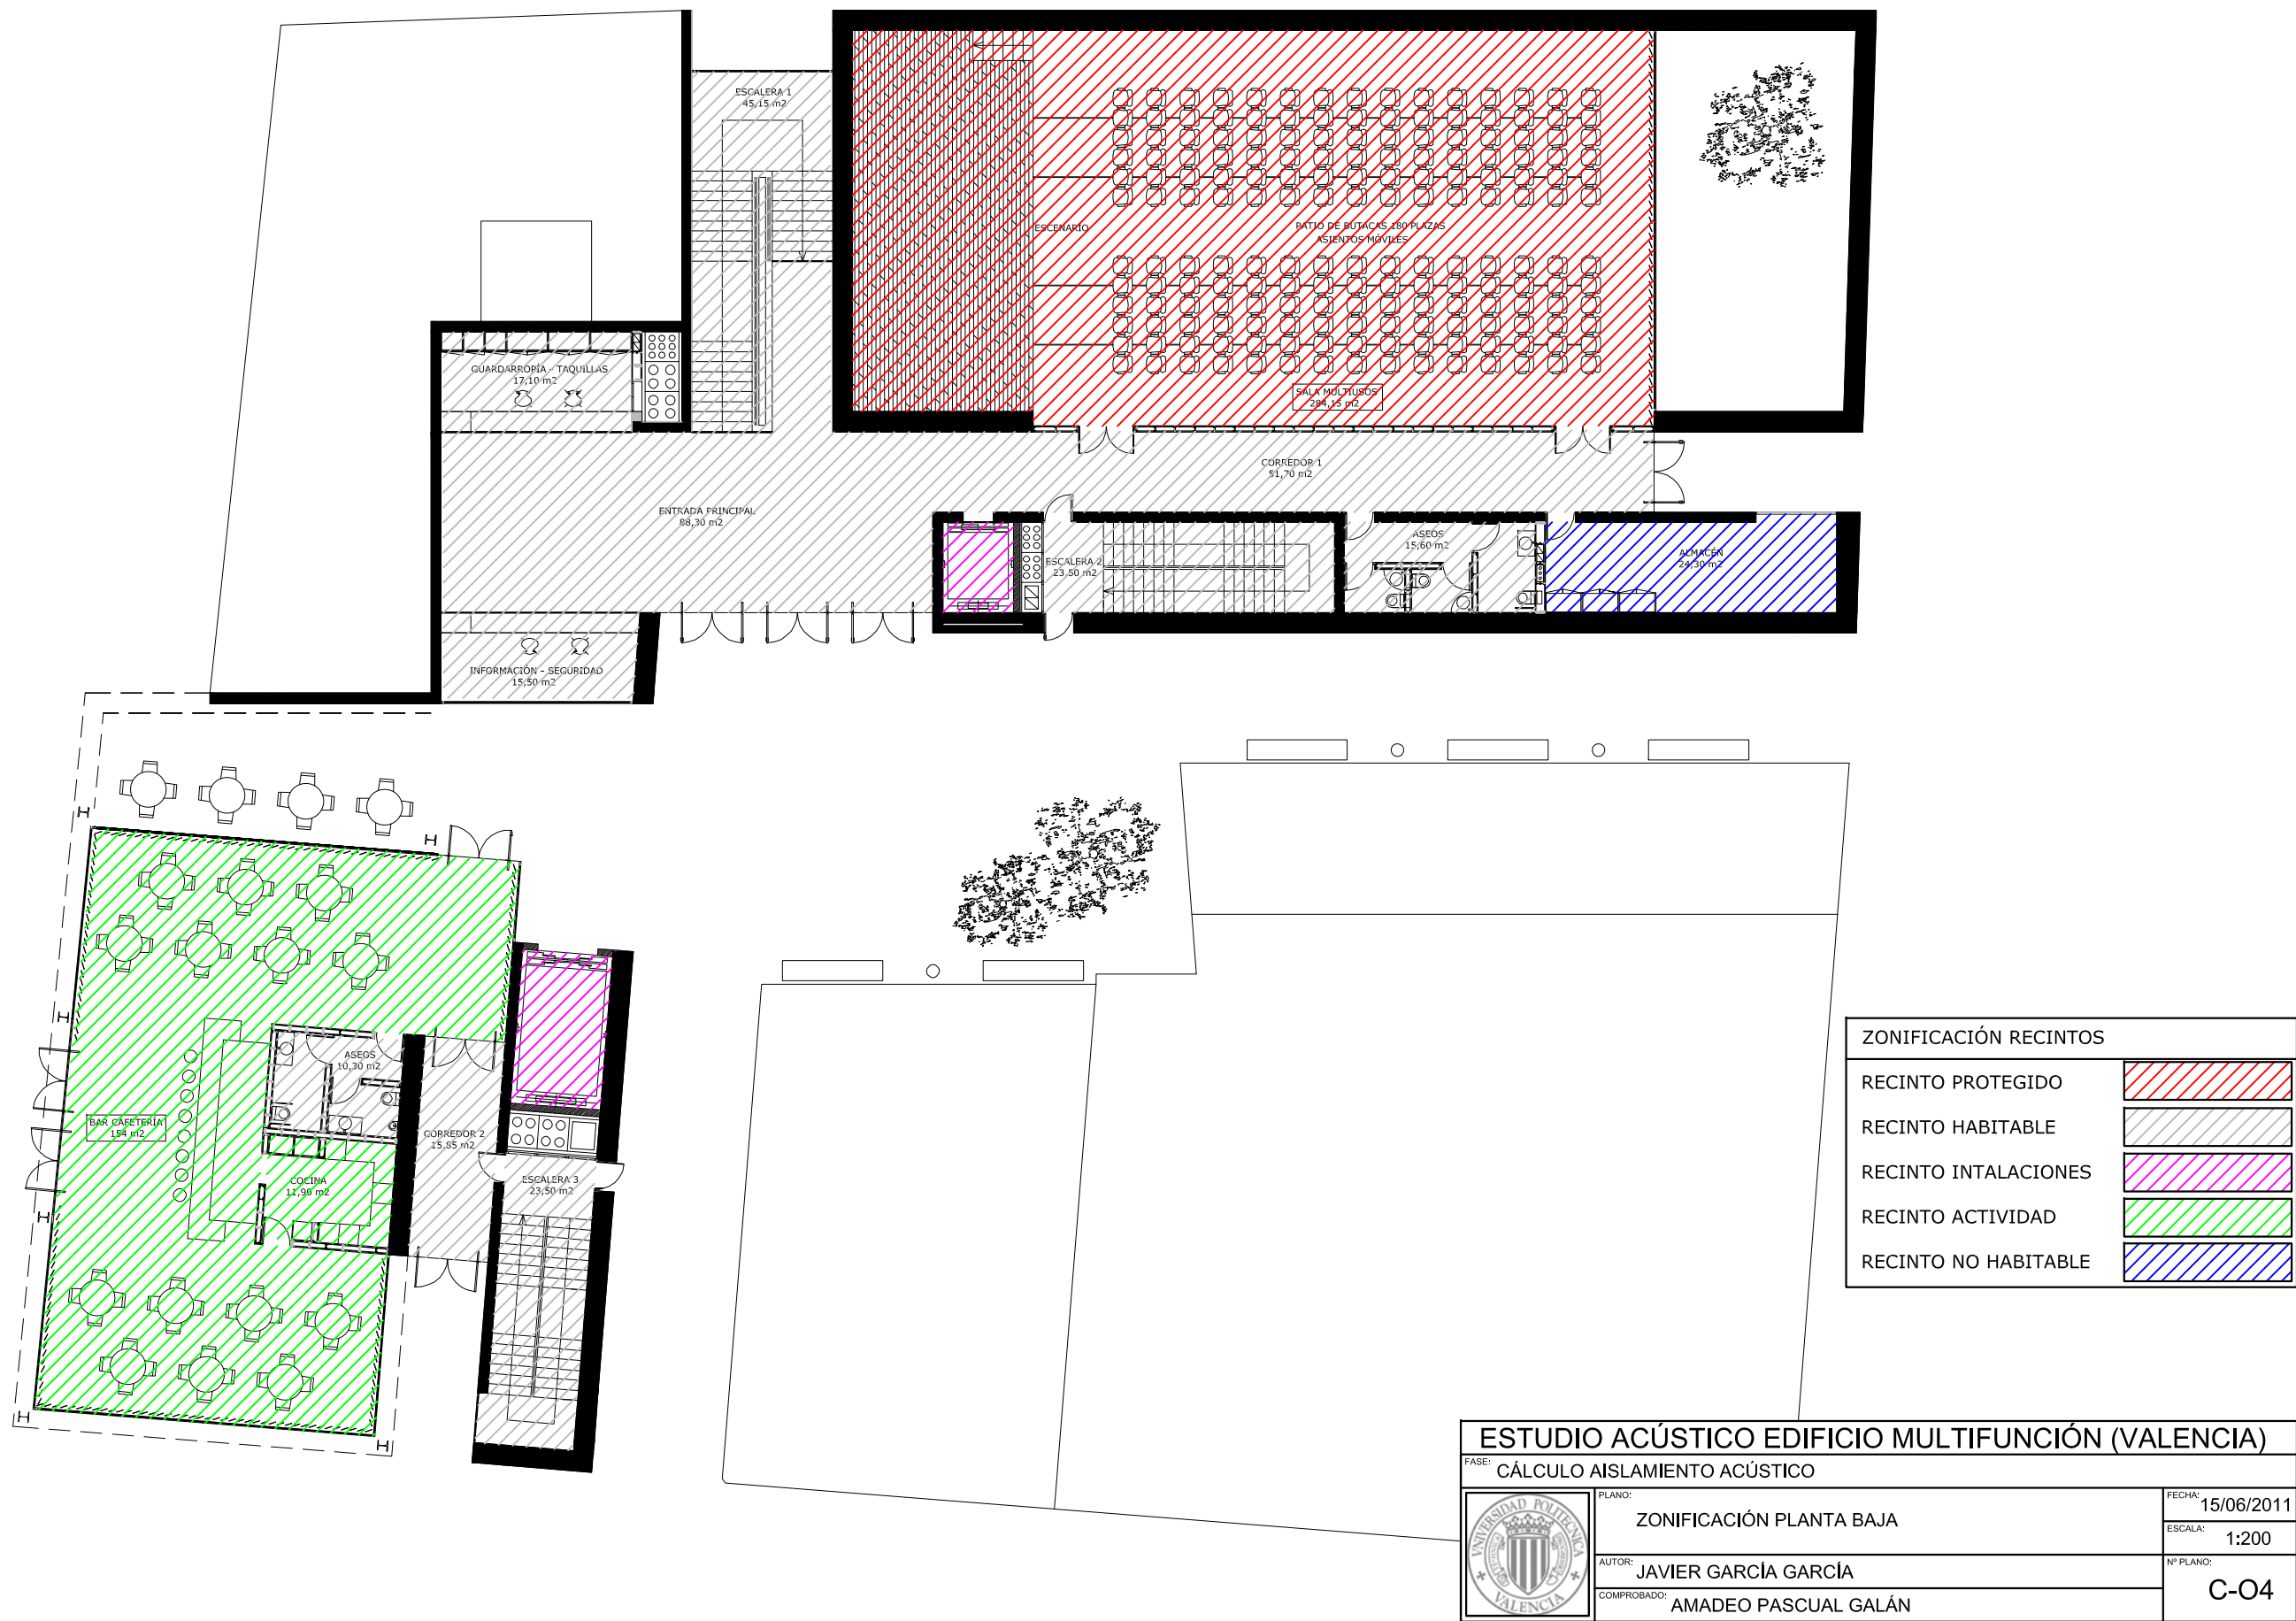 ESCALERA 1
45,15 m2
ESCENARIO
PATIO DE BUTACAS 180 PLAZAS
ASIENTOS MÓVILES
GUARDARROPÍA - TAQUILLAS
17,10 m2
SALA MULTIUSOS
284,15 m2
CORREDOR 1
51,70 m2
ENTRADA PRINCIPAL
88,30 m2
ESCALERA 2
23.50 m2
ASEOS
15,60 m2
ALMACÉN
24,30 m2
INFORMACIÓN - SEGURIDAD
15,50 m2
ASEOS
10,30 m2
BAR CAFETERÍA
154 m2
CORREDOR 2
15.85 m2
COCINA
11,90 m2
ESCALERA 3
23,50 m2
ZONIFICACIÓN RECINTOS
RECINTO PROTEGIDO
RECINTO HABITABLE
RECINTO INTALACIONES
RECINTO ACTIVIDAD
RECINTO NO HABITABLE
ESTUDIO ACÚSTICO EDIFICIO MULTIFUNCIÓN (VALENCIA)
FASE: CÁLCULO AISLAMIENTO ACÚSTICO
VNIVERSIDAD POLITECNICA
VALENCIA
PLANO:
ZONIFICACIÓN PLANTA BAJA
FECHA: 15/06/2011
ESCALA: 1:200
AUTOR: JAVIER GARCÍA GARCÍA
COMPROBADO: AMADEO PASCUAL GALÁN
Nº PLANO:
C-O4